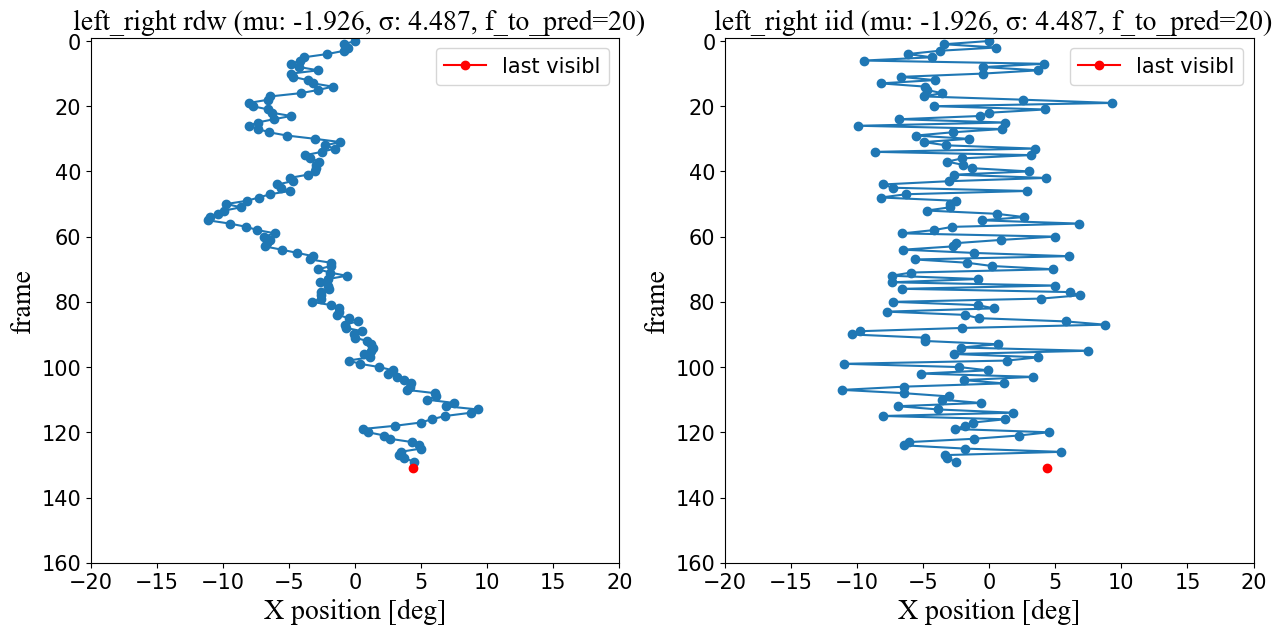 left_right rdw (mu: -1.926, σ: 4.487, f_to_pred=20)
last visibl
0
20
40
60
80
100
120
140
160
frame
−20 −15 −10 −5 0 5 10 15 20
X position [deg]
left_right iid (mu: -1.926, σ: 4.487, f_to_pred=20)
last visibl
0
20
40
60
80
100
120
140
160
frame
−20 −15 −10 −5 0 5 10 15 20
X position [deg]